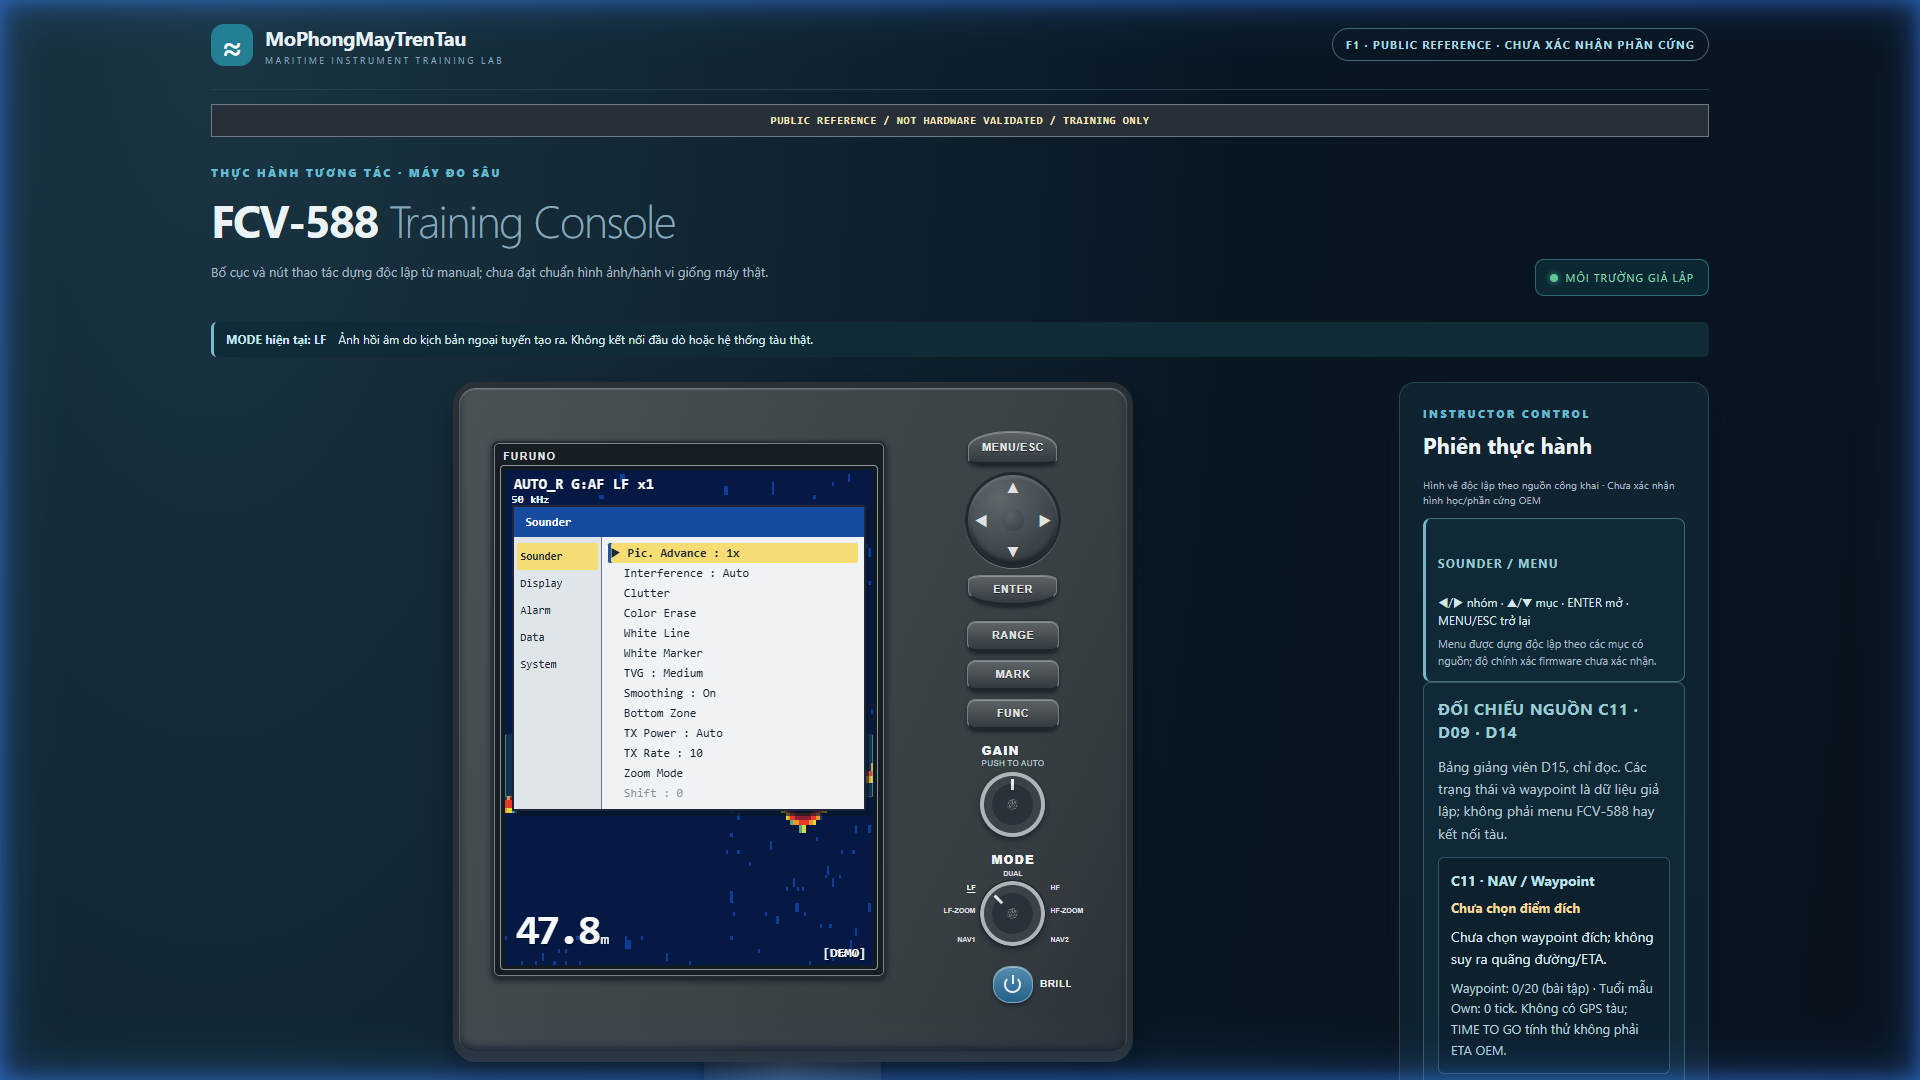 MoPhongMayTrenTau
MARITIME INSTRUMENT TRAINING LAB
F1 · PUBLIC REFERENCE · CHƯA XÁC NHẬN PHẦN CỨNG
PUBLIC REFERENCE / NOT HARDWARE VALIDATED / TRAINING ONLY
THỰC HÀNH TƯƠNG TÁC · MÁY ĐO SÂU
FCV-588 Training Console
Bố cục và nút thao tác dựng độc lập từ manual; chưa đạt chuẩn hình ảnh/hành vi giống máy thật.
MÔI TRƯỜNG GIẢ LẬP
MODE hiện tại: LF Ảnh hồi âm do kịch bản ngoại tuyến tạo ra. Không kết nối đầu dò hoặc hệ thống tàu thật.
FURUNO
AUTO_R G:AF LF x1
50 kHz
Sounder
Sounder
Display
Alarm
Data
System
▶ Pic. Advance : 1x
Interference : Auto
Clutter
Color Erase
White Line
White Marker
TVG : Medium
Smoothing : On
Bottom Zone
TX Power : Auto
TX Rate : 10
Zoom Mode
Shift : 0
47.8m
[DEMO]
MENU/ESC
▲
◀ ▶
▼
ENTER
RANGE
MARK
FUNC
GAIN
PUSH TO AUTO
MODE
DUAL
LF HF
LF-ZOOM HF-ZOOM
NAV1 NAV2
BRILL
INSTRUCTOR CONTROL
Phiên thực hành
Hình vẽ độc lập theo nguồn công khai · Chưa xác nhận
hình học/phần cứng OEM
SOUNDER / MENU
◀/▶ nhóm · ▲/▼ mục · ENTER mở ·
MENU/ESC trở lại
Menu được dựng độc lập theo các mục có
nguồn; độ chính xác firmware chưa xác nhận.
ĐỐI CHIẾU NGUỒN C11 ·
D09 · D14
Bảng giảng viên D15, chỉ đọc. Các
trạng thái và waypoint là dữ liệu giả
lập; không phải menu FCV-588 hay
kết nối tàu.
C11 · NAV / Waypoint
Chưa chọn điểm đích
Chưa chọn waypoint đích; không
suy ra quãng đường/ETA.
Waypoint: 0/20 (bài tập) · Tuổi mẫu
Own: 0 tick. Không có GPS tàu;
TIME TO GO tính thử không phải
ETA OEM.